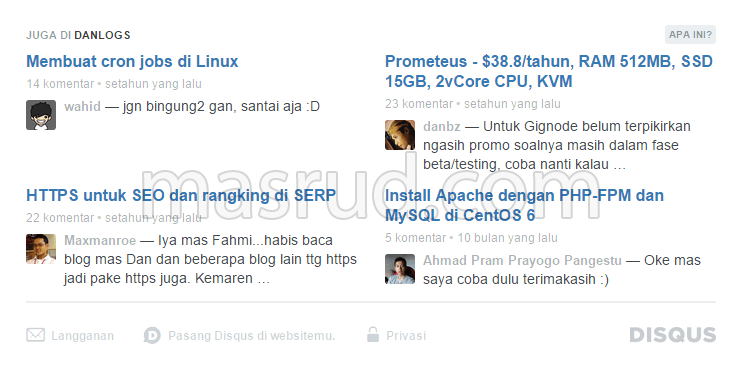 JUGA DI DANLOGS
APA INI?
Membuat cron jobs di Linux
14 komentar • setahun yang lalu
wahid — jgn bingung2 gan, santai aja :D
Prometeus - $38.8/tahun, RAM 512MB, SSD
15GB, 2vCore CPU, KVM
23 komentar • setahun yang lalu
danbz — Untuk Gignode belum terpikirkan
ngasih promo soalnya masih dalam fase
beta/testing, coba nanti kalau …
HTTPS untuk SEO dan rangking di SERP
22 komentar • setahun yang lalu
Maxmanroe — Iya mas Fahmi...habis baca
blog mas Dan dan beberapa blog lain ttg https
jadi pake https juga. Kemaren …
Install Apache dengan PHP-FPM dan
MySQL di CentOS 6
5 komentar • 10 bulan yang lalu
Ahmad Pram Prayogo Pangestu — Oke mas
saya coba dulu terimakasih :)
masrud.com
Langganan
Pasang Disqus di websitemu.
Privasi
DISQUS